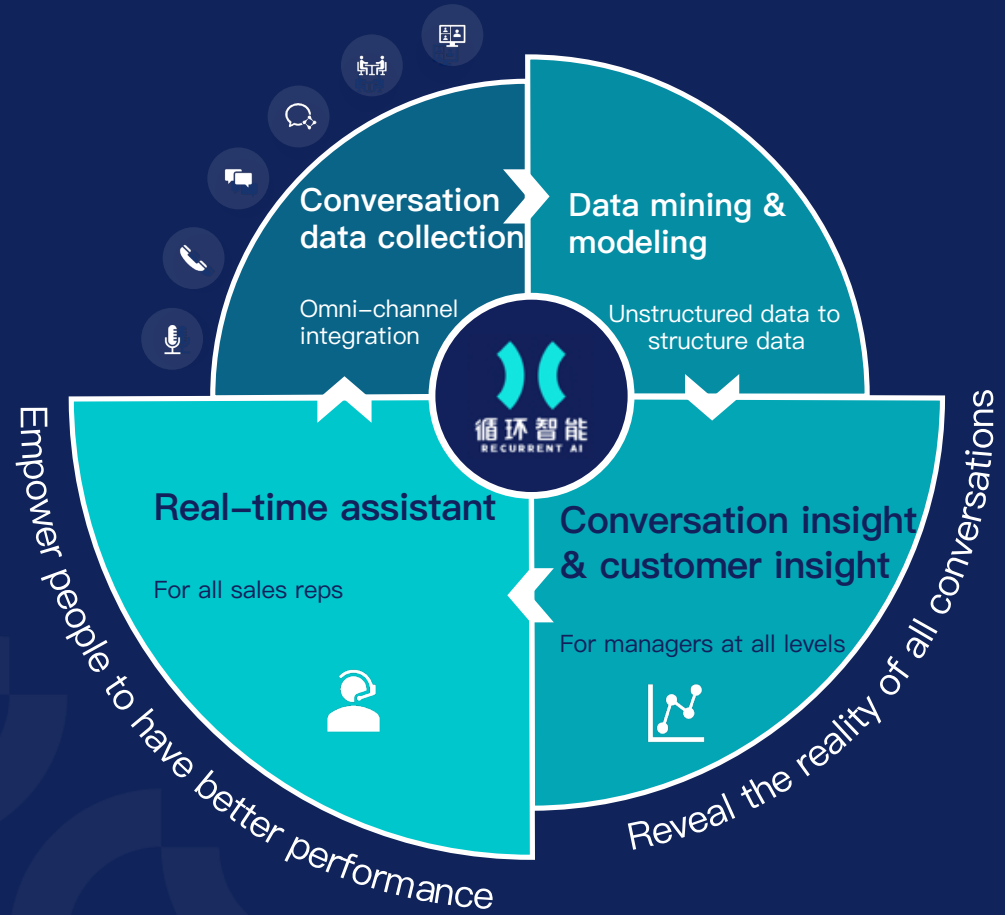 Conversation
data collection
Omni-channel
integration
Data mining &
modeling
Unstructured data to
structure data
循环智能
RECURRENT AI
Real-time assistant
For all sales reps
Conversation insight
& customer insight
For managers at all levels
Empower people to have better performance
Reveal the reality of all conversations